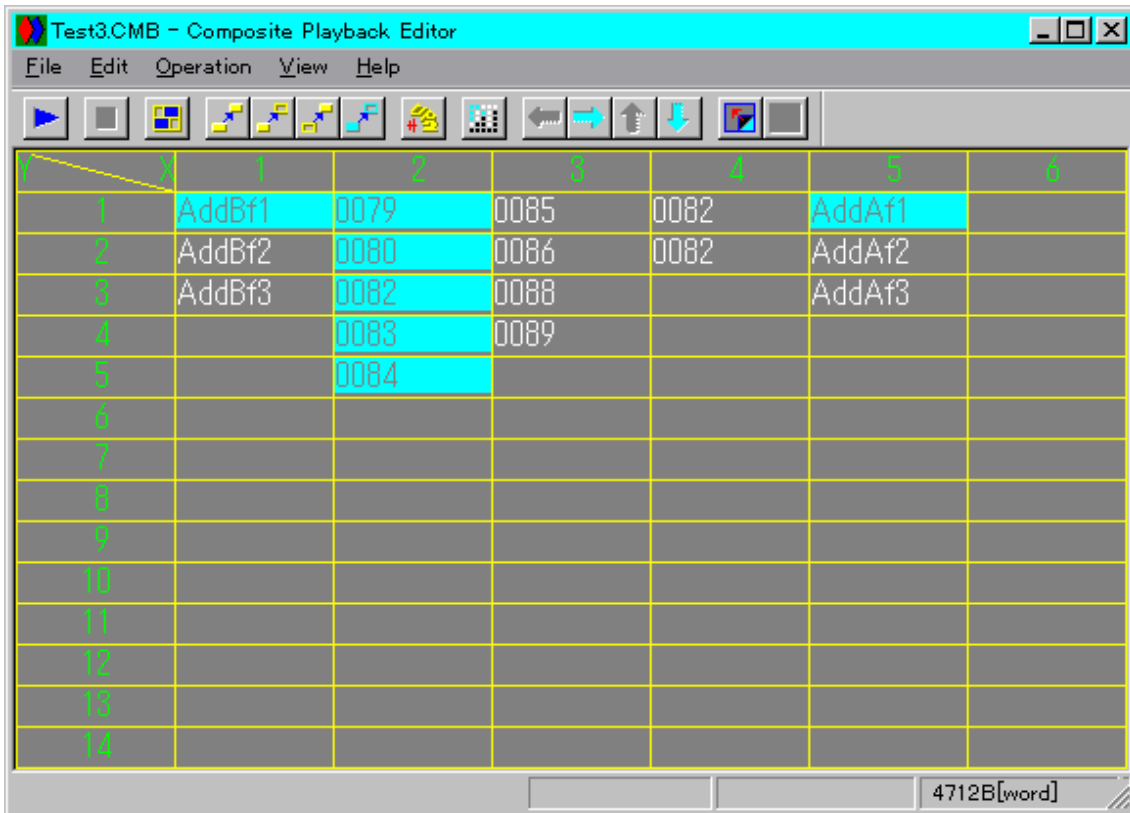 Test3.CMB - Composite Playback Editor
File Edit Operation View Help
Y X 1 2 3 4 5 6
1 AddBf1 0079 0085 0082 AddAf1
2 AddBf2 0080 0086 0082 AddAf2
3 AddBf3 0082 0088 AddAf3
4 0083 0089
5 0084
6
7
8
9
10
11
12
13
14
4712B[word]